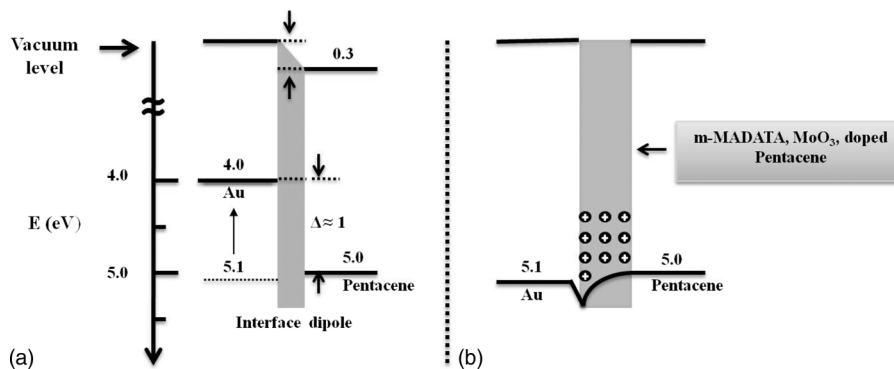 Vacuum
level
0.3
4.0
4.0
Au
E (eV)
Δ≈ 1
5.0
5.1
5.0
Pentacene
Interface dipole
(a)
m-MADATA, MoO₃, doped
Pentacene
5.1
5.0
Au
Pentacene
(b)